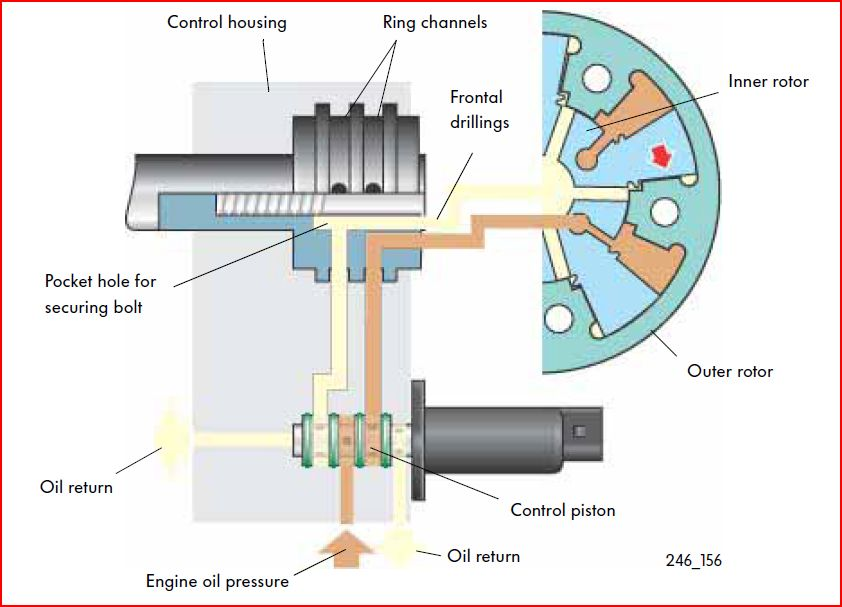 Control housing
Ring channels
Inner rotor
Frontal
drillings
Pocket hole for
securing bolt
Outer rotor
Oil return
Control piston
Oil return
246_156
Engine oil pressure